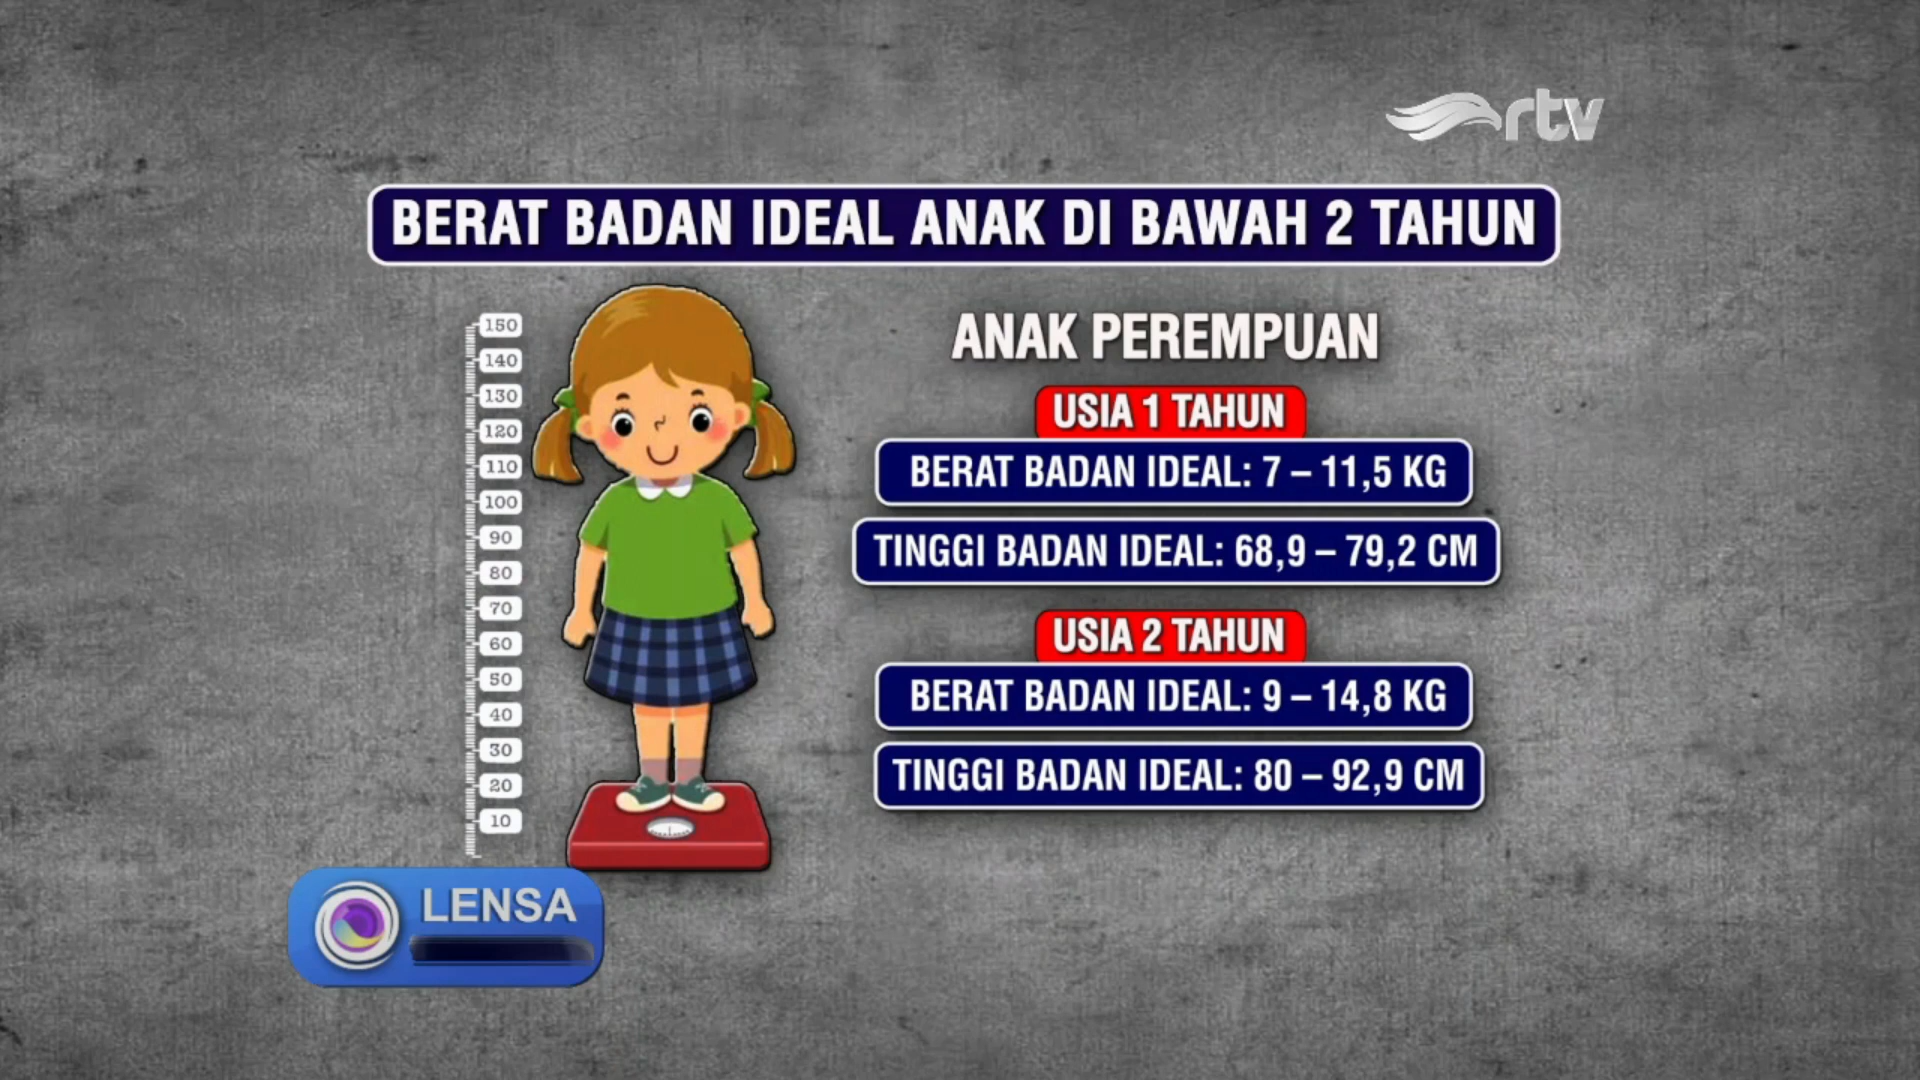 rtv
BERAT BADAN IDEAL ANAK DI BAWAH 2 TAHUN
150
140
130
120
110
100
90
80
70
60
50
40
30
20
10
ANAK PEREMPUAN
USIA 1 TAHUN
BERAT BADAN IDEAL: 7 – 11,5 KG
TINGGI BADAN IDEAL: 68,9 – 79,2 CM
USIA 2 TAHUN
BERAT BADAN IDEAL: 9 – 14,8 KG
TINGGI BADAN IDEAL: 80 – 92,9 CM
LENSA